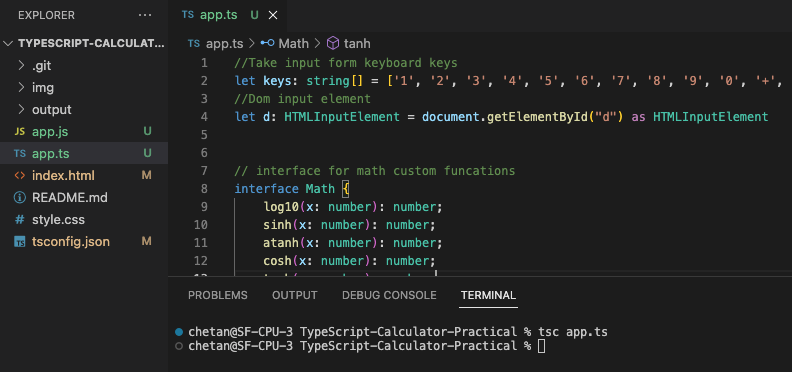 EXPLORER ...
TS app.ts U ×
TYPESCRIPT-CALCULAT...
TS app.ts > Math > tanh
.git
img
output
JS app.js U
TS app.ts U
<> index.html M
README.md
# style.css
TS tsconfig.json M
1 //Take input form keyboard keys
2 let keys: string[] = ['1', '2', '3', '4', '5', '6', '7', '8', '9', '0', '+',
3 //Dom input element
4 let d: HTMLInputElement = document.getElementById("d") as HTMLInputElement
5
6
7 // interface for math custom funcations
8 interface Math {
9 log10(x: number): number;
10 sinh(x: number): number;
11 atanh(x: number): number;
12 cosh(x: number): number;
PROBLEMS OUTPUT DEBUG CONSOLE TERMINAL
chetan@SF-CPU-3 TypeScript-Calculator-Practical % tsc app.ts
chetan@SF-CPU-3 TypeScript-Calculator-Practical %